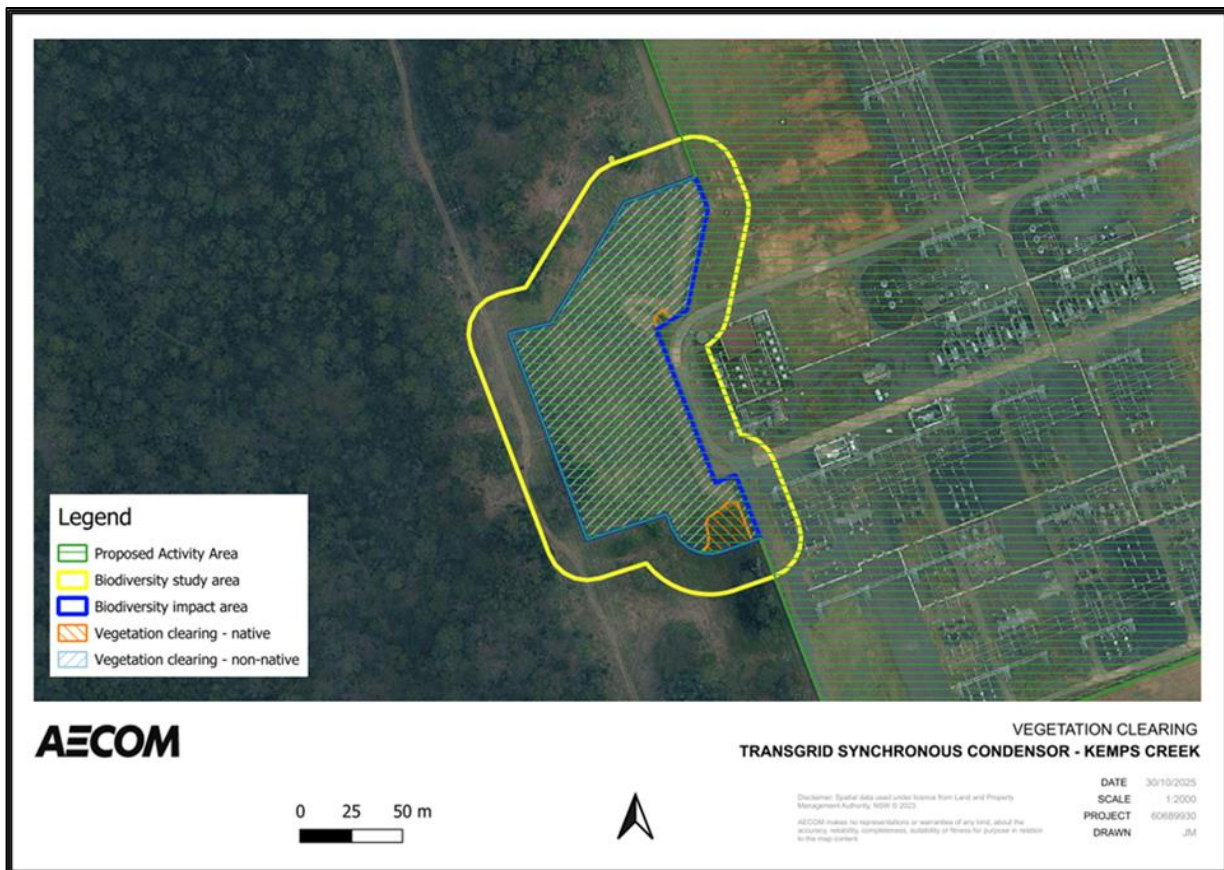 Legend
Proposed Activity Area
Biodiversity study area
Biodiversity impact area
Vegetation clearing - native
Vegetation clearing - non-native
AECOM
VEGETATION CLEARING
TRANSGRID SYNCHRONOUS CONDENSOR - KEMPS CREEK
0 25 50 m
DATE 30/10/2025
SCALE 1:2000
PROJECT 60689930
DRAWN JM
Disclaimer: Spatial data used under licence from Land and Property
Management Authority, NSW © 2023
AECOM makes no representations or warranties of any kind, about the
accuracy, reliability, completeness, suitability or fitness for purpose in relation
to the map content.